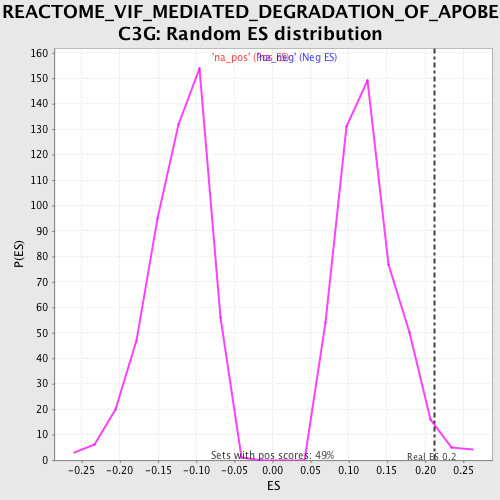 REACTOME_VIF_MEDIATED_DEGRADATION_OF_APOBE
C3G: Random ES distribution
'na_pos' (Pos ES) 'na_neg' (Neg ES)
160
150
140
130
120
110
100
90
80
70
60
50
40
30
20
10
0
P(ES)
Sets with pos scores: 49%
Real ES 0.2
-0.25 -0.20 -0.15 -0.10 -0.05 0.00 0.05 0.10 0.15 0.20 0.25
ES